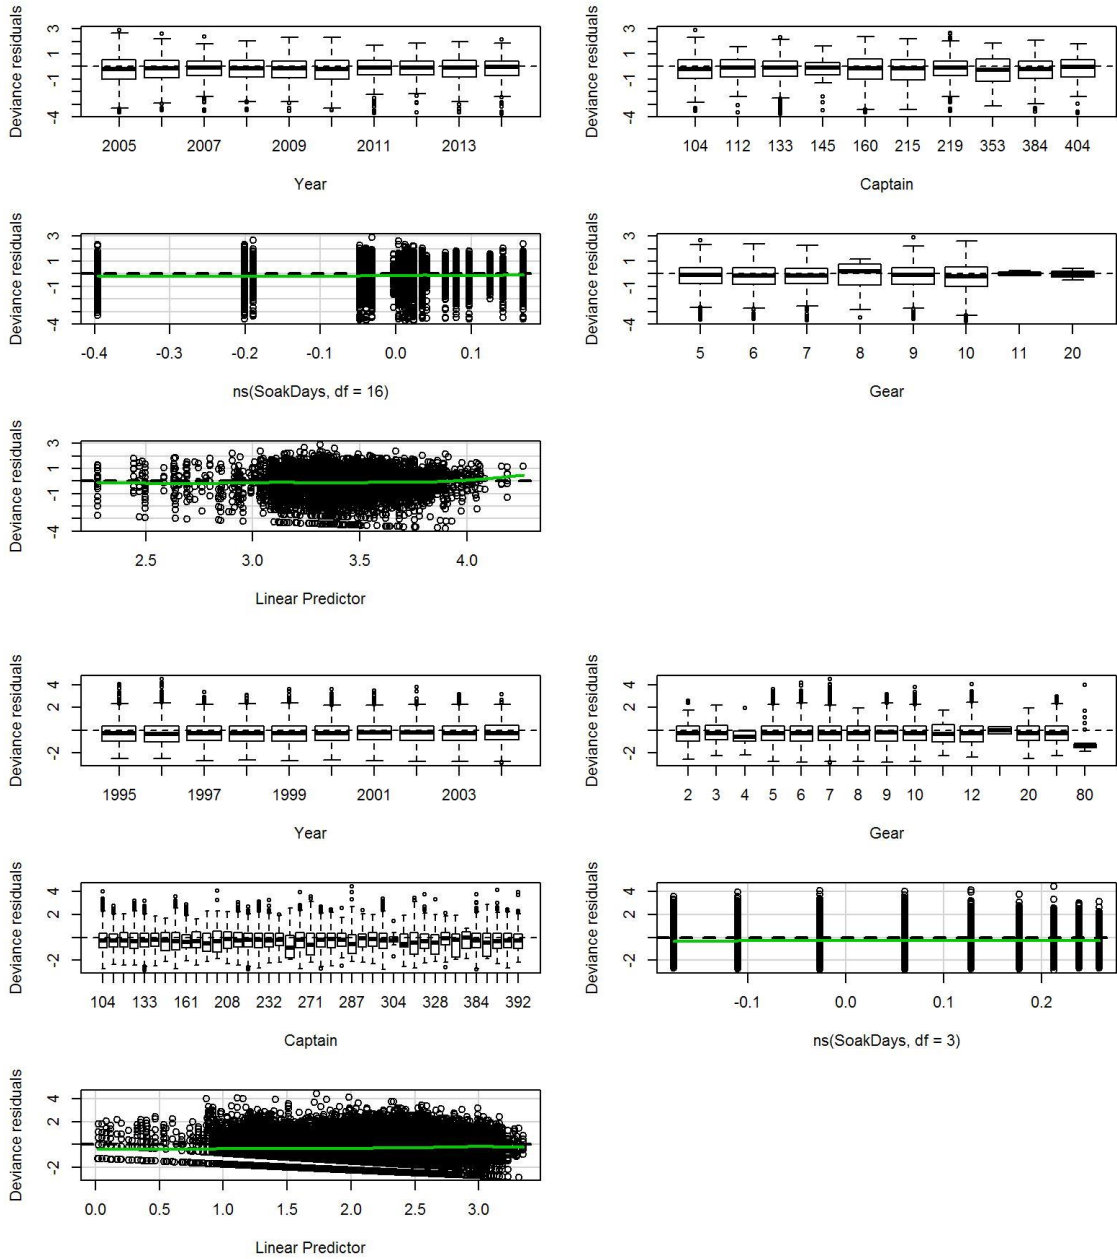 Deviance residuals
3
1
-1
-4
2005 2007 2009 2011 2013
Year
Deviance residuals
3
1
-1
-4
104 112 133 145 160 215 219 353 384 404
Captain
Deviance residuals
3
1
-1
-4
-0.4 -0.3 -0.2 -0.1 0.0 0.1
ns(SoakDays, df = 16)
Deviance residuals
3
1
-1
-4
5 6 7 8 9 10 11 20
Gear
Deviance residuals
3
1
-1
-4
2.5 3.0 3.5 4.0
Linear Predictor
Deviance residuals
4
2
-2
1995 1997 1999 2001 2003
Year
Deviance residuals
4
2
-2
2 3 4 5 6 7 8 9 10 12 20 80
Gear
Deviance residuals
4
2
-2
104 133 161 208 232 271 287 304 328 384 392
Captain
Deviance residuals
4
2
-2
-0.1 0.0 0.1 0.2
ns(SoakDays, df = 3)
Deviance residuals
4
2
-2
0.0 0.5 1.0 1.5 2.0 2.5 3.0
Linear Predictor